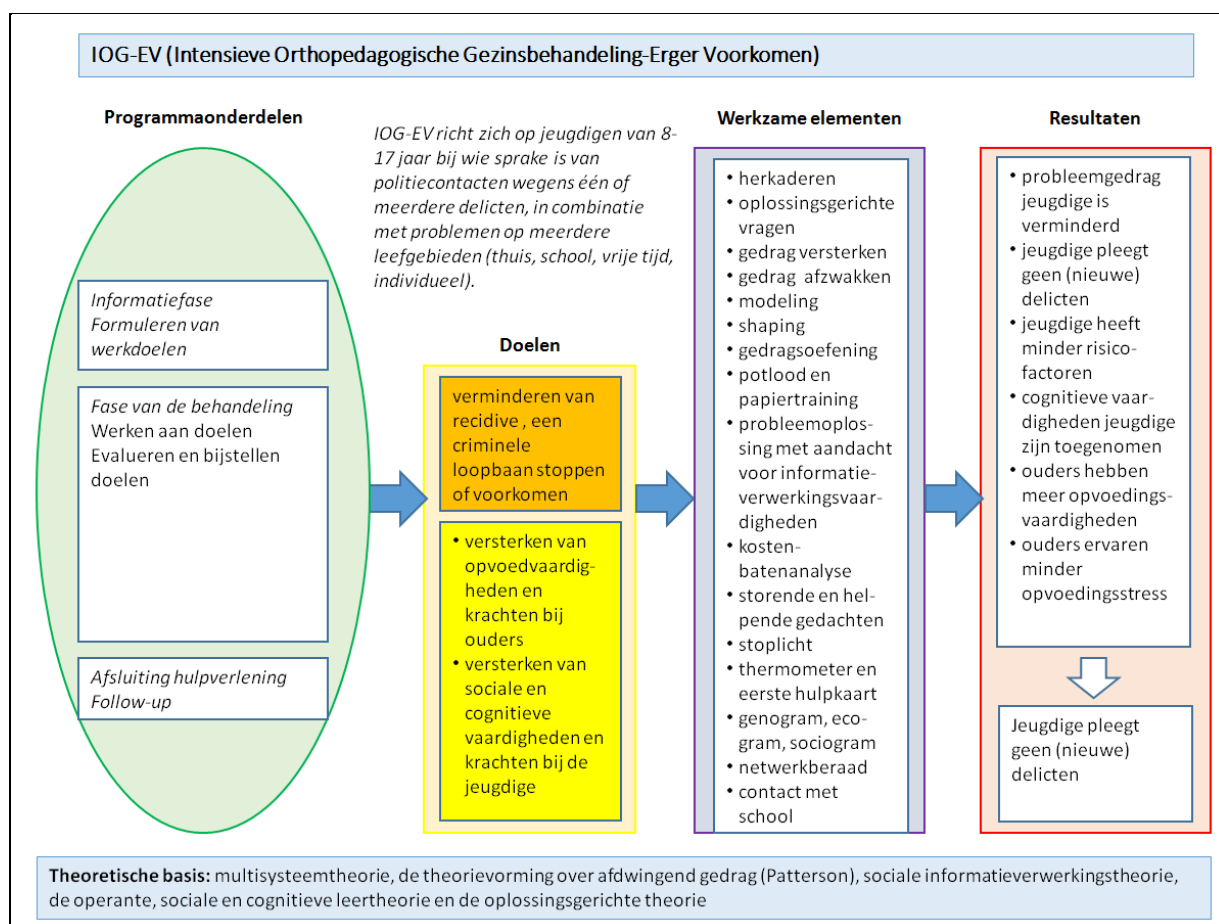 IOG-EV (Intensieve Orthopedagogische Gezinsbehandeling-Erger Voorkomen)
Programmaonderdelen
Informatiefase
Formuleren van
werkdoelen
Fase van de behandeling
Werken aan doelen
Evalueren en bijstellen
doelen
Afsluiting hulpverlening
Follow-up
IOG-EV richt zich op jeugdigen van 8-
17 jaar bij wie sprake is van
politiecontacten wegens één of
meerdere delicten, in combinatie
met problemen op meerdere
leefgebieden (thuis, school, vrije tijd,
individueel).
Doelen
verminderen van
recidive , een
criminele
loopbaan stoppen
of voorkomen
• versterken van
opvoedvaardig-
heden en
krachten bij
ouders
• versterken van
sociale en
cognitieve
vaardigheden en
krachten bij de
jeugdige
Werkzame elementen
• herkaderen
• oplossingsgerichte
vragen
• gedrag versterken
• gedrag afzwakken
• modeling
• shaping
• gedragsoefening
• potlood en
papiertraining
• probleemoplos-
sing met aandacht
voor informatie-
verwerkingsvaar-
digheden
• kosten-
batenanalyse
• storende en hel-
pende gedachten
• stoplicht
• thermometer en
eerste hulpkaart
• genogram, eco-
gram, sociogram
• netwerkberaad
• contact met
school
Resultaten
• probleemgedrag
jeugdige is
verminderd
• jeugdige pleegt
geen (nieuwe)
delicten
• jeugdige heeft
minder risico-
factoren
• cognitieve vaar-
digheden jeugdige
zijn toegenomen
• ouders hebben
meer opvoedings-
vaardigheden
• ouders ervaren
minder
opvoedingsstress
Jeugdige pleegt
geen (nieuwe)
delicten
Theoretische basis: multisysteemtheorie, de theorievorming over afdwingend gedrag (Patterson), sociale informatieverwerkingstheorie,
de operante, sociale en cognitieve leertheorie en de oplossingsgerichte theorie